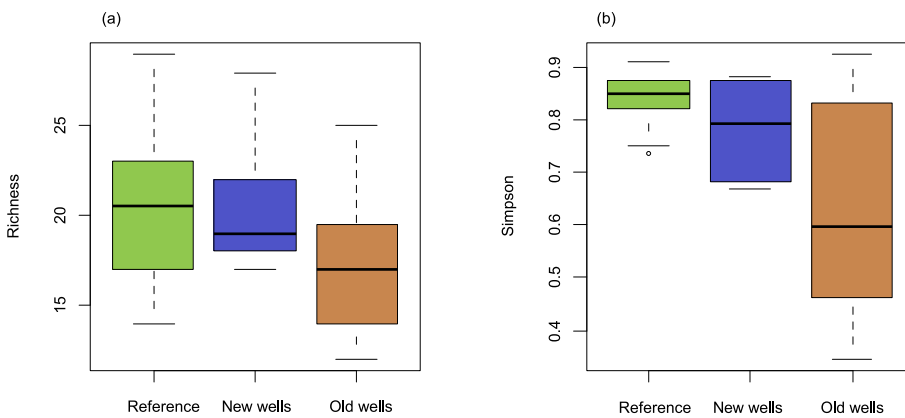 (a)
Richness
25
20
15
Reference New wells Old wells
(b)
Simpson
0.9
0.8
0.7
0.6
0.5
0.4
Reference New wells Old wells